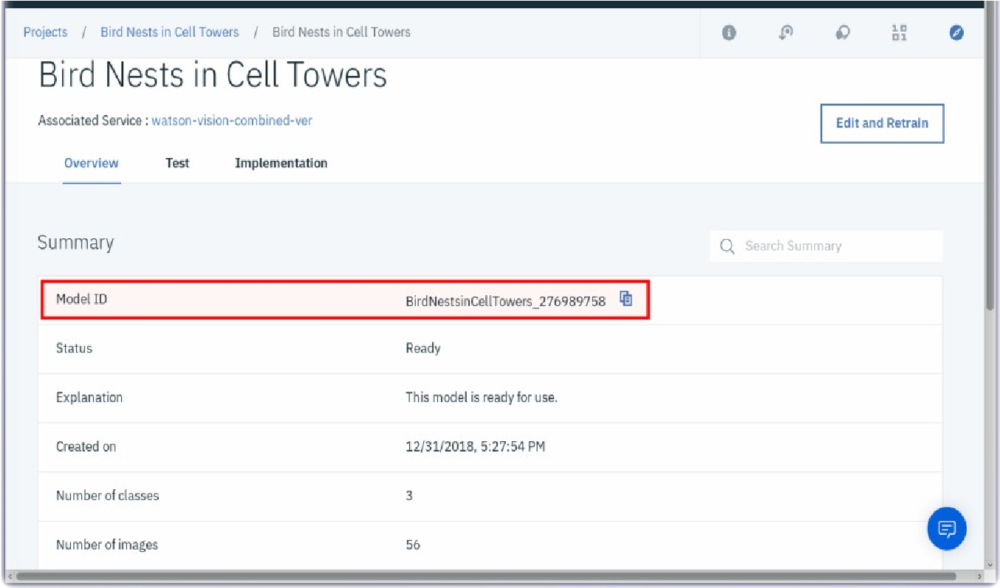 Projects / Bird Nests in Cell Towers / Bird Nests in Cell Towers
Bird Nests in Cell Towers
Associated Service : watson-vision-combined-ver
Edit and Retrain
Overview Test Implementation
Summary
Search Summary
Model ID BirdNestsinCellTowers_276989758
Status Ready
Explanation This model is ready for use.
Created on 12/31/2018, 5:27:54 PM
Number of classes 3
Number of images 56